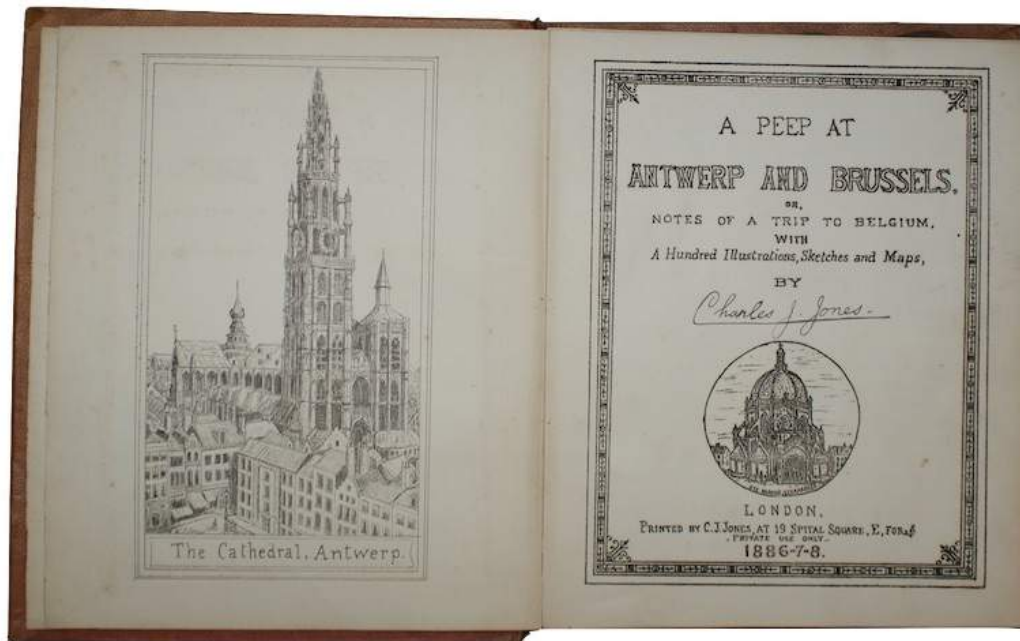 The Cathedral, Antwerp.
A PEEP AT
ANTWERP AND BRUSSELS,
OR,
NOTES OF A TRIP TO BELGIUM,
WITH
A Hundred Illustrations, Sketches and Maps,
BY
Charles J. Jones.
LONDON.
PRINTED BY C. J. JONES, AT 19 SPITAL SQUARE, E, FOR
PRIVATE USE ONLY.
1886-7-8.